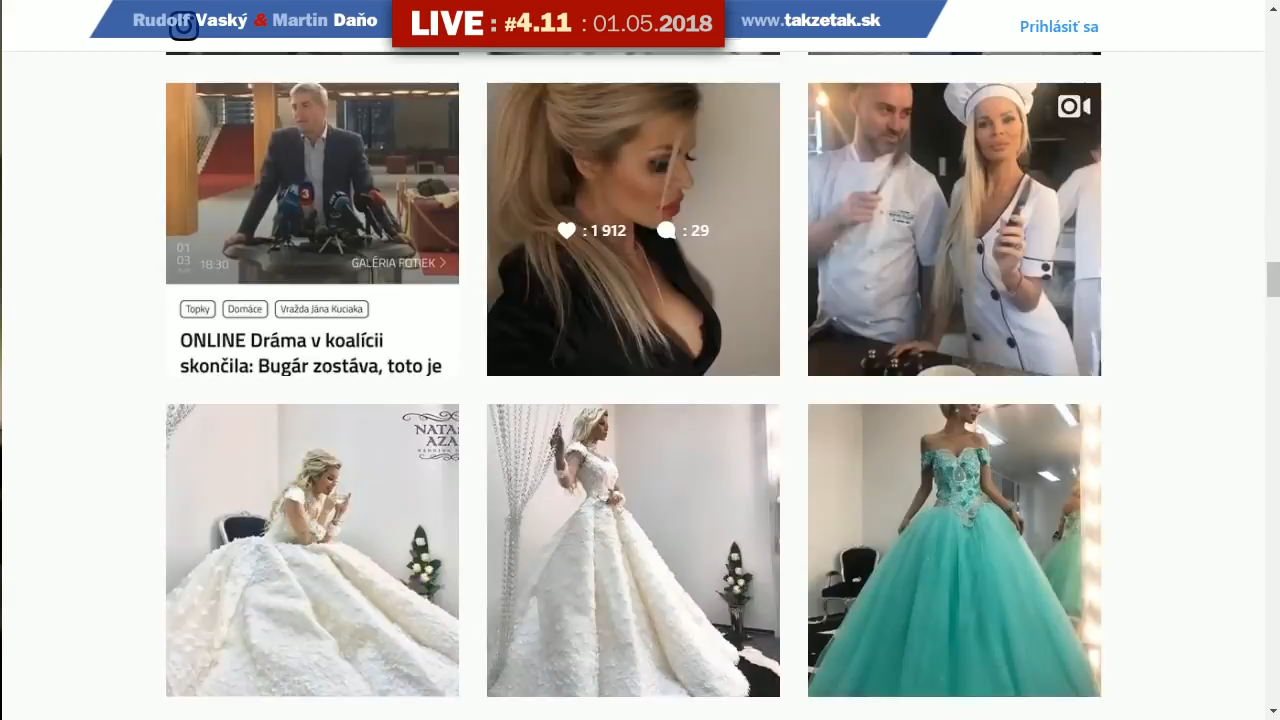 Rudolf Vaský & Martin Daňo
LIVE : #4.11 : 01.05.2018
www.takzetak.sk
Prihlásiť sa
3
01
03
18:30
GALÉRIA FOTIEK >
Topky
Domáce
Vražda Jána Kuciaka
ONLINE Dráma v koalícii
skončila: Bugár zostáva, toto je
: 1 912
: 29
NATAS
AZA